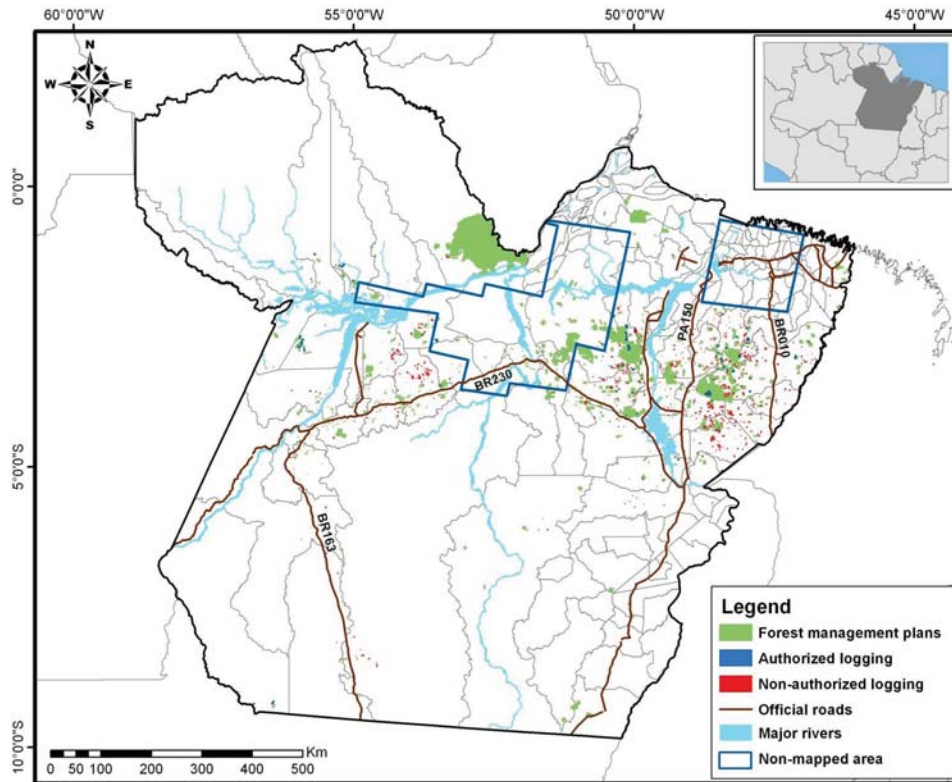 60°0'0"W 55°0'0"W 50°0'0"W 45°0'0"W
N
W E
S
0°0'0"
5°0'0"S
10°0'0"S
PA150
BR010
BR230
BR163
Legend
Forest management plans
Authorized logging
Non-authorized logging
Official roads
Major rivers
Non-mapped area
Km
0 50 100 200 300 400 500